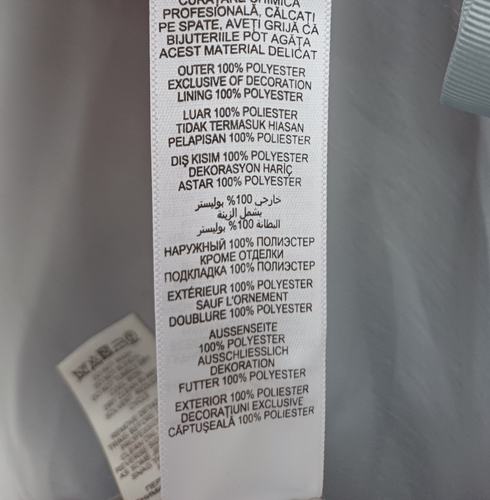 CURĂȚARE CHIMICĂ
PROFESIONALĂ, CĂLCAȚI
PE SPATE, AVEȚI GRIJĂ CĂ
BIJUTERIILE POT AGĂȚA
ACEST MATERIAL DELICAT
OUTER 100% POLYESTER
EXCLUSIVE OF DECORATION
LINING 100% POLYESTER
LUAR 100% POLIESTER
TIDAK TERMASUK HIASAN
PELAPISAN 100% POLIESTER
DIŞ KISIM 100% POLYESTER
DEKORASYON HARİÇ
ASTAR 100% POLYESTER
خارجي 100% بوليستر
يشمل الزينة
البطانة 100% بوليستر
НАРУЖНЫЙ 100% ПОЛИЭСТЕР
КРОМЕ ОТДЕЛКИ
ПОДКЛАДКА 100% ПОЛИЭСТЕР
EXTÉRIEUR 100% POLYESTER
SAUF L'ORNEMENT
DOUBLURE 100% POLYESTER
AUSSENSEITE
100% POLYESTER
AUSSCHLIESSLICH
DEKORATION
FUTTER 100% POLYESTER
EXTERIOR 100% POLIESTER
DECORAȚIUNI EXCLUSIVE
CĂPTUȘEALĂ 100% POLIESTER